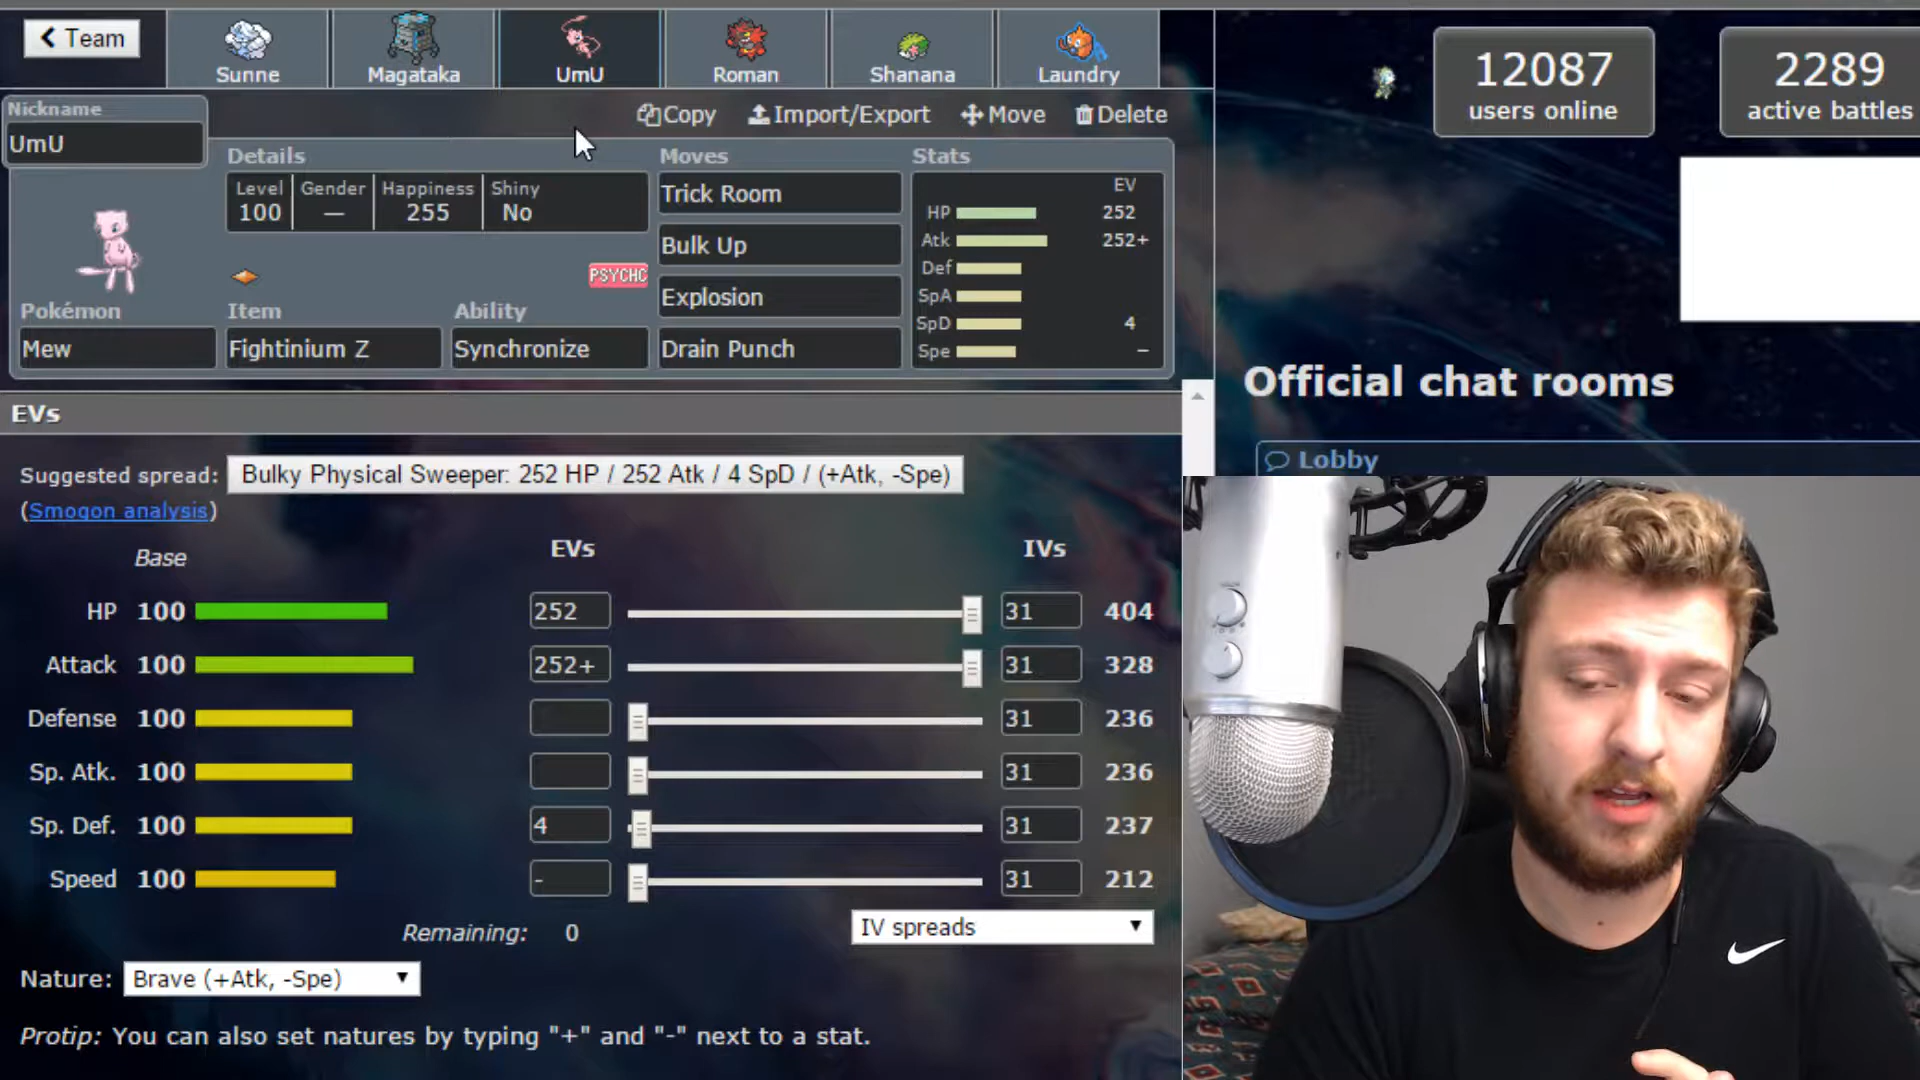 Team
Sunne
Magataka
UmU
Roman
Shanana
Laundry
12087
users online
2289
active battles
Nickname
UmU
Copy
Import/Export
Move
Delete
Details
Level
100
Gender
—
Happiness
255
Shiny
No
Pokémon
Mew
Item
Fightinium Z
Ability
Synchronize
Moves
Trick Room
Bulk Up
Explosion
Drain Punch
Stats
EV
HP 252
Atk 252+
Def
SpA
SpD 4
Spe −
Official chat rooms
Lobby
EVs
Suggested spread: Bulky Physical Sweeper: 252 HP / 252 Atk / 4 SpD / (+Atk, -Spe)
(Smogon analysis)
Base EVs IVs
HP 100 252 31 404
Attack 100 252+ 31 328
Defense 100 31 236
Sp. Atk. 100 31 236
Sp. Def. 100 4 31 237
Speed 100 - 31 212
Remaining: 0
IV spreads
Nature: Brave (+Atk, -Spe)
Protip: You can also set natures by typing "+" and "-" next to a stat.